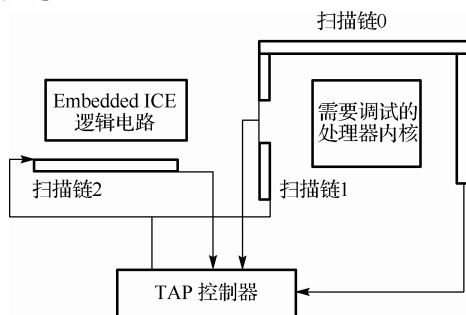 扫描链0
Embedded ICE
逻辑电路
需要调试的
处理器内核
扫描链2
扫描链1
TAP 控制器